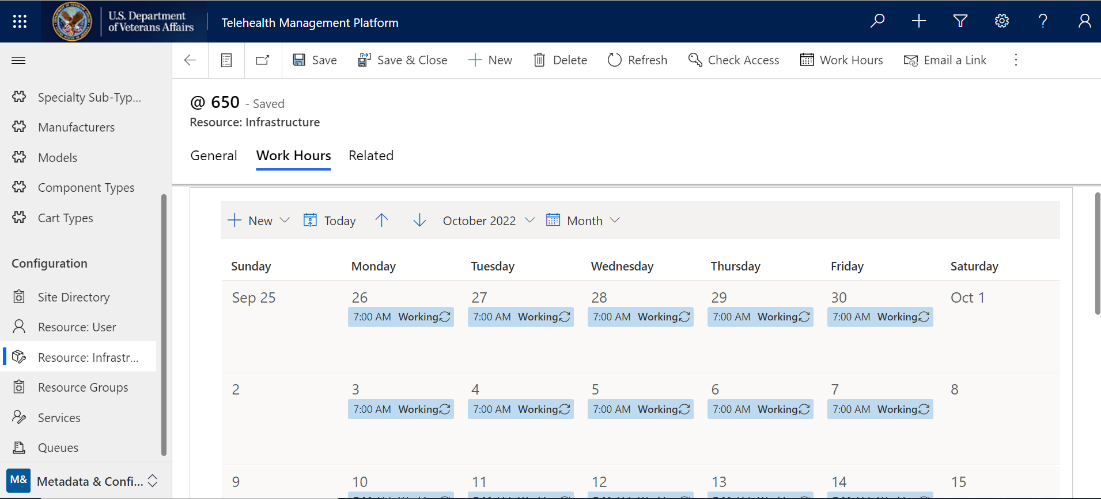 U.S. Department
of Veterans Affairs
Telehealth Management Platform
?
Save
Save & Close
New
Delete
Refresh
Check Access
Work Hours
Email a Link
@ 650 - Saved
Resource: Infrastructure
General
Work Hours
Related
Specialty Sub-Typ...
Manufacturers
Models
Component Types
Cart Types
Configuration
Site Directory
Resource: User
Resource: Infrastr...
Resource Groups
Services
Queues
M& Metadata & Confi...
New
Today
October 2022
Month
Sunday Monday Tuesday Wednesday Thursday Friday Saturday
Sep 25 26 27 28 29 30 Oct 1
7:00 AM Working 7:00 AM Working 7:00 AM Working 7:00 AM Working 7:00 AM Working
2 3 4 5 6 7 8
7:00 AM Working 7:00 AM Working 7:00 AM Working 7:00 AM Working 7:00 AM Working
9 10 11 12 13 14 15